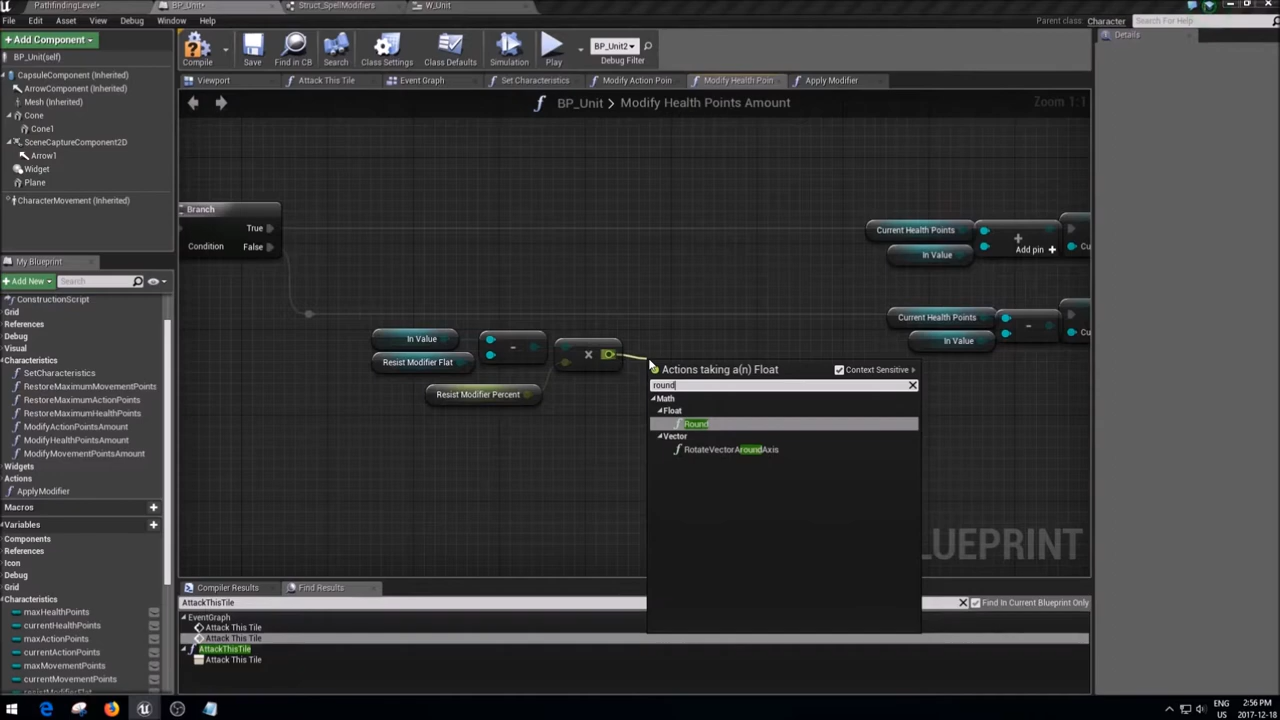 PathfindingLevel*
BP_Unit*
Struct_SpellModifiers
W_Unit
File
Edit
Asset
View
Debug
Window
Help
Parent class: Character
Search For Help
Add Component
BP_Unit(self)
CapsuleComponent (Inherited)
ArrowComponent (Inherited)
Mesh (Inherited)
Cone
Cone1
SceneCaptureComponent2D
Arrow1
Widget
Plane
CharacterMovement (Inherited)
Compile
Save
Find in CB
Search
Class Settings
Class Defaults
Simulation
Play
BP_Unit2
Debug Filter
Details
Viewport
Attack This Tile
Event Graph
Set Characteristics
Modify Action Poin
Modify Health Poin
Apply Modifier
BP_Unit > Modify Health Points Amount
Zoom 1:1
Branch
True
Condition
False
Current Health Points
+
Add pin +
In Value
Current Health Points
-
In Value
In Value
-
Resist Modifier Flat
×
Resist Modifier Percent
Actions taking a(n) Float
Context Sensitive
round
Math
Float
Round
Vector
RotateVectorAroundAxis
My Blueprint
Add New
Search
ConstructionScript
Grid
References
Debug
Visual
Characteristics
SetCharacteristics
RestoreMaximumMovementPoints
RestoreMaximumActionPoints
RestoreMaximumHealthPoints
ModifyActionPointsAmount
ModifyHealthPointsAmount
ModifyMovementPointsAmount
Widgets
Actions
ApplyModifier
Macros
Variables
Components
References
Icon
Debug
Grid
Characteristics
maxHealthPoints
currentHealthPoints
maxActionPoints
currentActionPoints
maxMovementPoints
currentMovementPoints
resistModifierFlat
LUEPRINT
Compiler Results
Find Results
AttackThisTile
Find In Current Blueprint Only
EventGraph
Attack This Tile
Attack This Tile
AttackThisTile
Attack This Tile
ENG
US
2:56 PM
2017-12-18